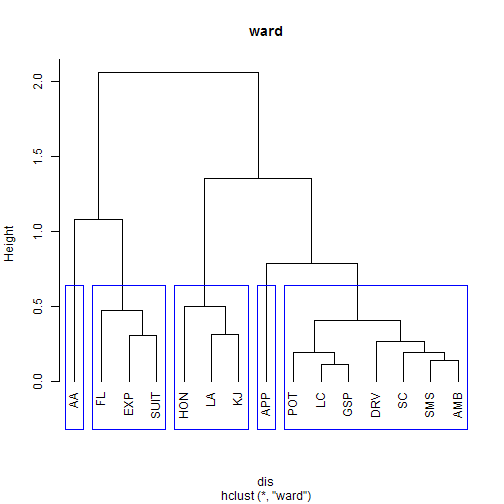 ward
Height
2.0
1.5
1.0
0.5
0.0
AA
FL
EXP
SUIT
HON
LA
KJ
APP
POT
LC
GSP
DRV
SC
SMS
AMB
dis
hclust (*, "ward")